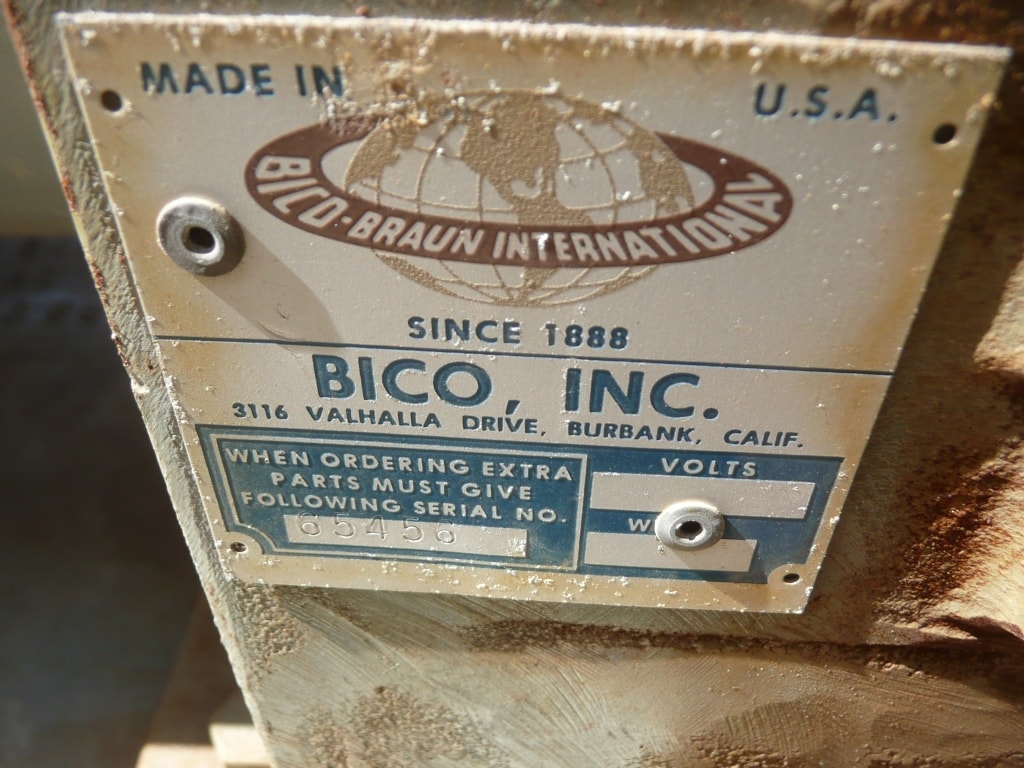 MADE IN U.S.A.
BICO-BRAUN INTERNATIONAL
SINCE 1888
BICO, INC.
3116 VALHALLA DRIVE, BURBANK, CALIF.
WHEN ORDERING EXTRA
PARTS MUST GIVE
FOLLOWING SERIAL NO.
65456
VOLTS